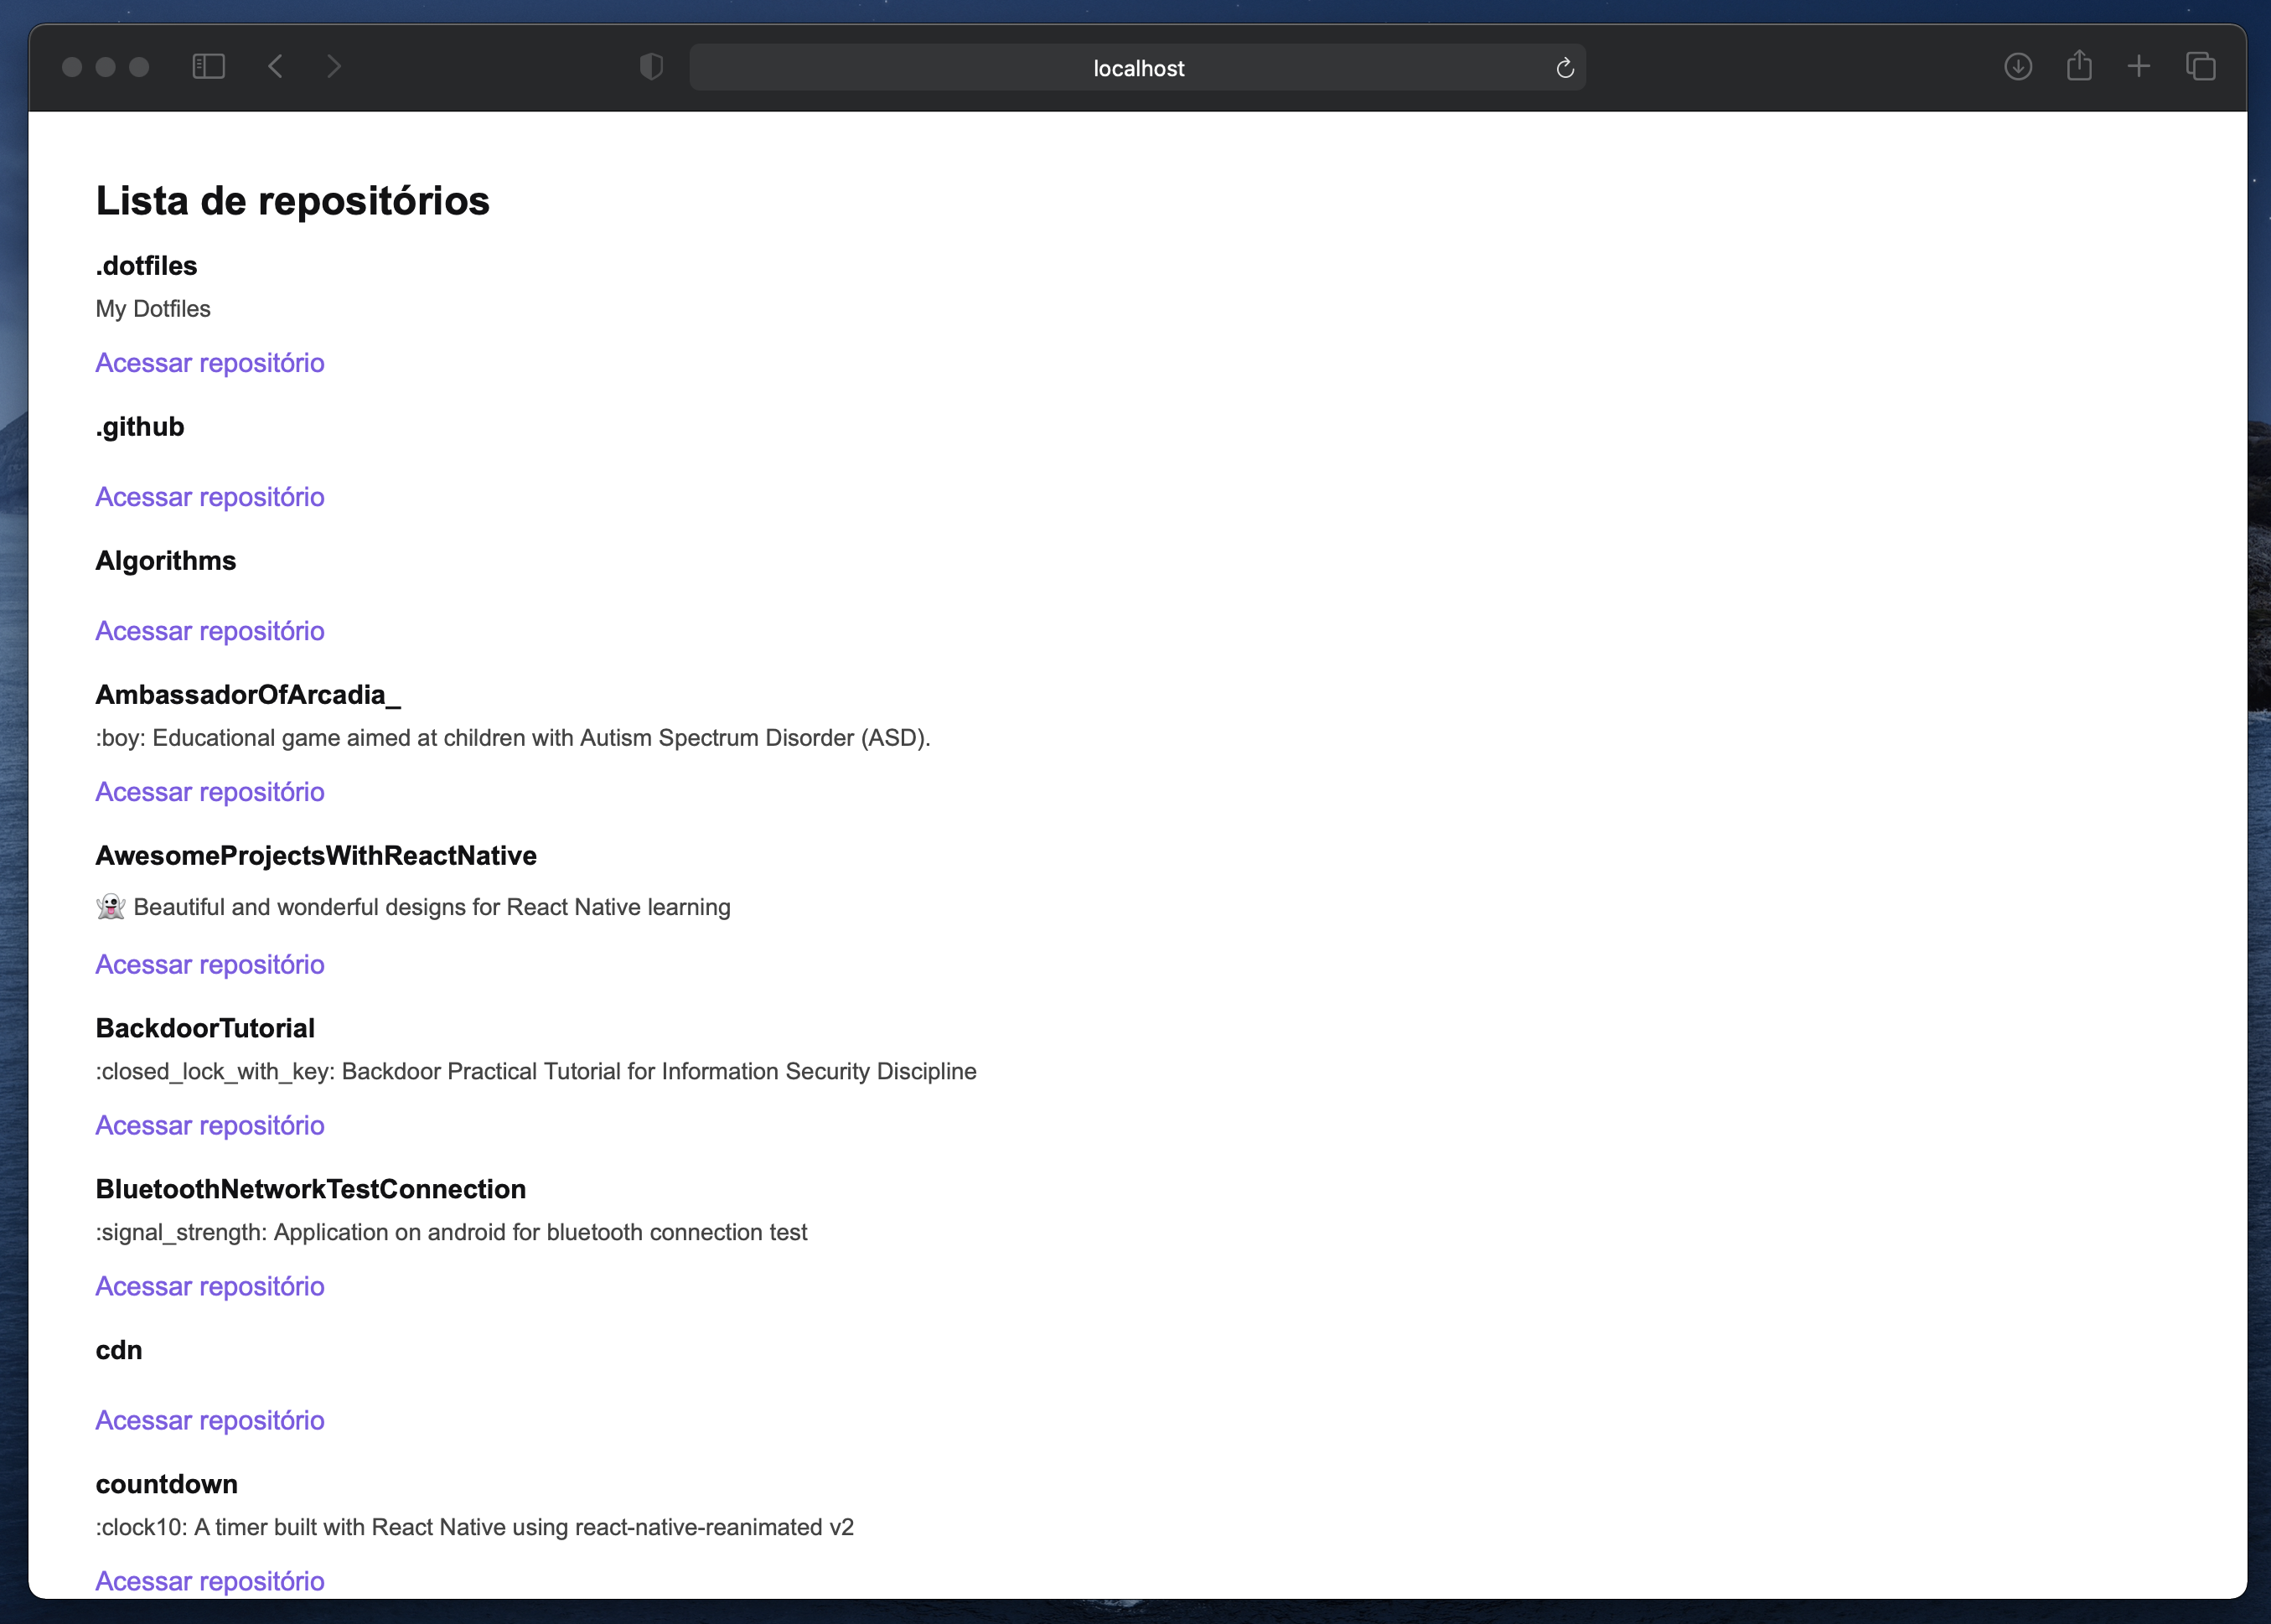 localhost
Lista de repositórios
.dotfiles
My Dotfiles
Acessar repositório
.github
Acessar repositório
Algorithms
Acessar repositório
AmbassadorOfArcadia_
:boy: Educational game aimed at children with Autism Spectrum Disorder (ASD).
Acessar repositório
AwesomeProjectsWithReactNative
👻 Beautiful and wonderful designs for React Native learning
Acessar repositório
BackdoorTutorial
:closed_lock_with_key: Backdoor Practical Tutorial for Information Security Discipline
Acessar repositório
BluetoothNetworkTestConnection
:signal_strength: Application on android for bluetooth connection test
Acessar repositório
cdn
Acessar repositório
countdown
:clock10: A timer built with React Native using react-native-reanimated v2
Acessar repositório